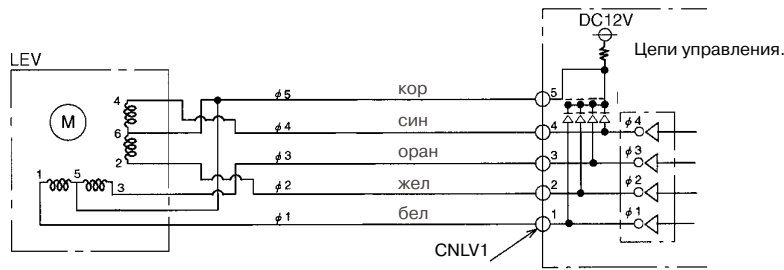 DC12V
Цепи управления.
LEV
M
4
6
2
1
5
3
ϕ5
кор
5
ϕ4
син
4
ϕ4
ϕ3
оран
3
ϕ3
ϕ2
жел
2
ϕ2
ϕ1
бел
1
ϕ1
CNLV1